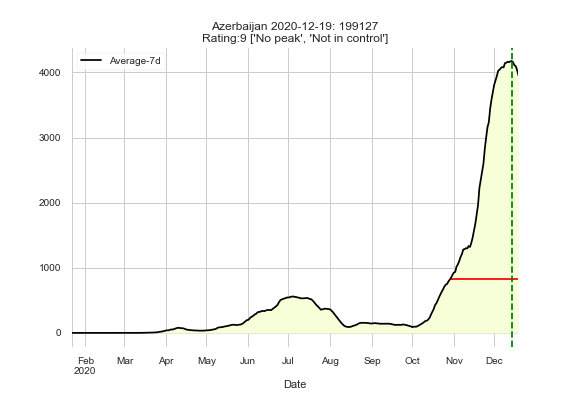 Azerbaijan 2020-12-19: 199127
Rating:9 ['No peak', 'Not in control']
Average-7d
4000
3000
2000
1000
0
Feb Mar Apr May Jun Jul Aug Sep Oct Nov Dec
2020
Date